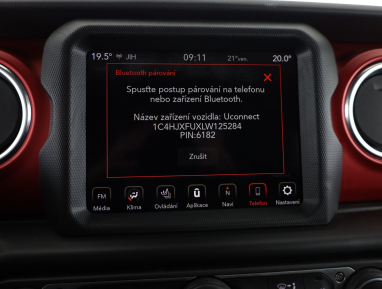 19.5° JIH 09:11 21°ven. 20.0°
Bluetooth párování
Spusťte postup párování na telefonu
nebo zařízení Bluetooth.
Název zařízení vozidla: Uconnect
1C4HJXFUXLW125284
PIN:6182
Zrušit
FM N
Média Klima Ovládání Aplikace Navi Telefon Nastavení